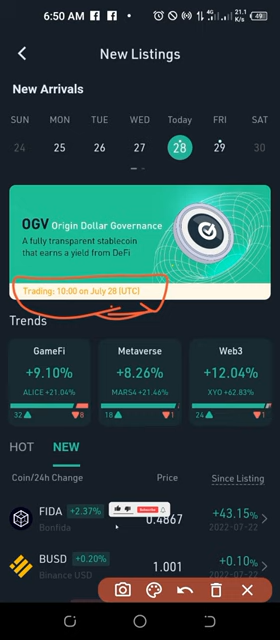 6:50 AM
4G
21.1
K/s
49
New Listings
New Arrivals
SUN MON TUE WED Today FRI SAT
24 25 26 27 28 29 30
OGV Origin Dollar Governance
A fully transparent stablecoin
that earns a yield from DeFi
Trading: 10:00 on July 28 (UTC)
Trends
GameFi Metaverse Web3
+9.10% +8.26% +12.04%
ALICE +21.04% MARS4 +21.46% XYO +62.83%
32 8 18 1 24 1
HOT NEW
Coin/24h Change Price Since Listing
FIDA +2.37% 0.4867 +43.15%
Bonfida 2022-07-22
BUSD +0.20% 1.001 +0.10%
Binance USD